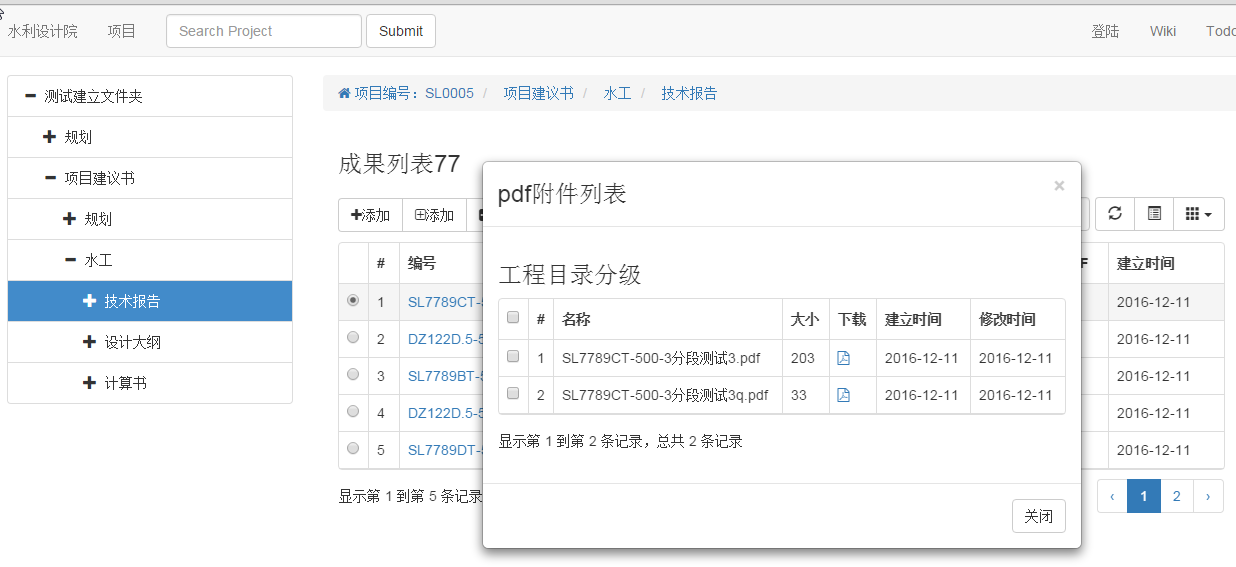 水利设计院 项目 Search Project Submit 登陆 Wiki
测试建立文件夹
规划
项目建议书
规划
水工
技术报告
设计大纲
计算书
项目编号：SL0005 / 项目建议书 / 水工 / 技术报告
成果列表77
添加 添加
# 编号 F 建立时间
1 SL7789CT- 2016-12-11
2 DZ122D.5-5 2016-12-11
3 SL7789BT- 2016-12-11
4 DZ122D.5-5 2016-12-11
5 SL7789DT- 2016-12-11
显示第 1 到第 5 条记录
‹ 1 2 ›
pdf附件列表 ×
工程目录分级
# 名称 大小 下载 建立时间 修改时间
1 SL7789CT-500-3分段测试3.pdf 203 2016-12-11 2016-12-11
2 SL7789CT-500-3分段测试3q.pdf 33 2016-12-11 2016-12-11
显示第 1 到第 2 条记录，总共 2 条记录
关闭